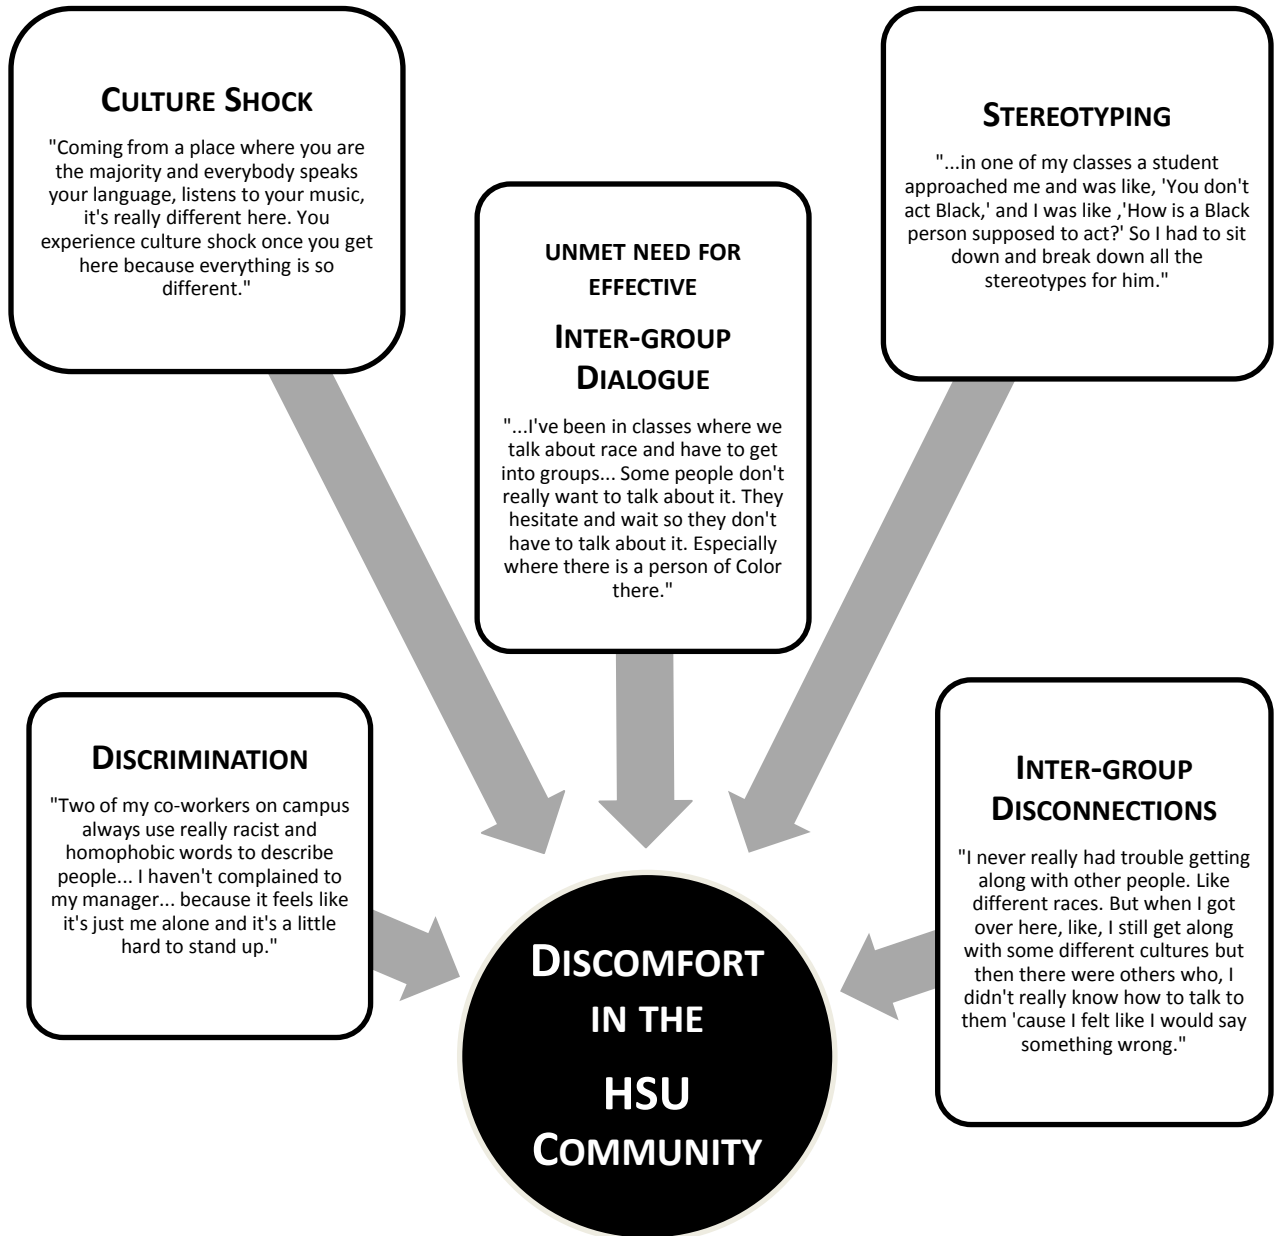 CULTURE SHOCK
"Coming from a place where you are
the majority and everybody speaks
your language, listens to your music,
it's really different here. You
experience culture shock once you get
here because everything is so
different."
STEREOTYPING
"...in one of my classes a student
approached me and was like, 'You don't
act Black,' and I was like ,'How is a Black
person supposed to act?' So I had to sit
down and break down all the
stereotypes for him."
UNMET NEED FOR
EFFECTIVE
INTER-GROUP
DIALOGUE
"...I've been in classes where we
talk about race and have to get
into groups... Some people don't
really want to talk about it. They
hesitate and wait so they don't
have to talk about it. Especially
where there is a person of Color
there."
DISCRIMINATION
"Two of my co-workers on campus
always use really racist and
homophobic words to describe
people... I haven't complained to
my manager... because it feels like
it's just me alone and it's a little
hard to stand up."
INTER-GROUP
DISCONNECTIONS
"I never really had trouble getting
along with other people. Like
different races. But when I got
over here, like, I still get along
with some different cultures but
then there were others who, I
didn't really know how to talk to
them 'cause I felt like I would say
something wrong."
DISCOMFORT
IN THE
HSU
COMMUNITY